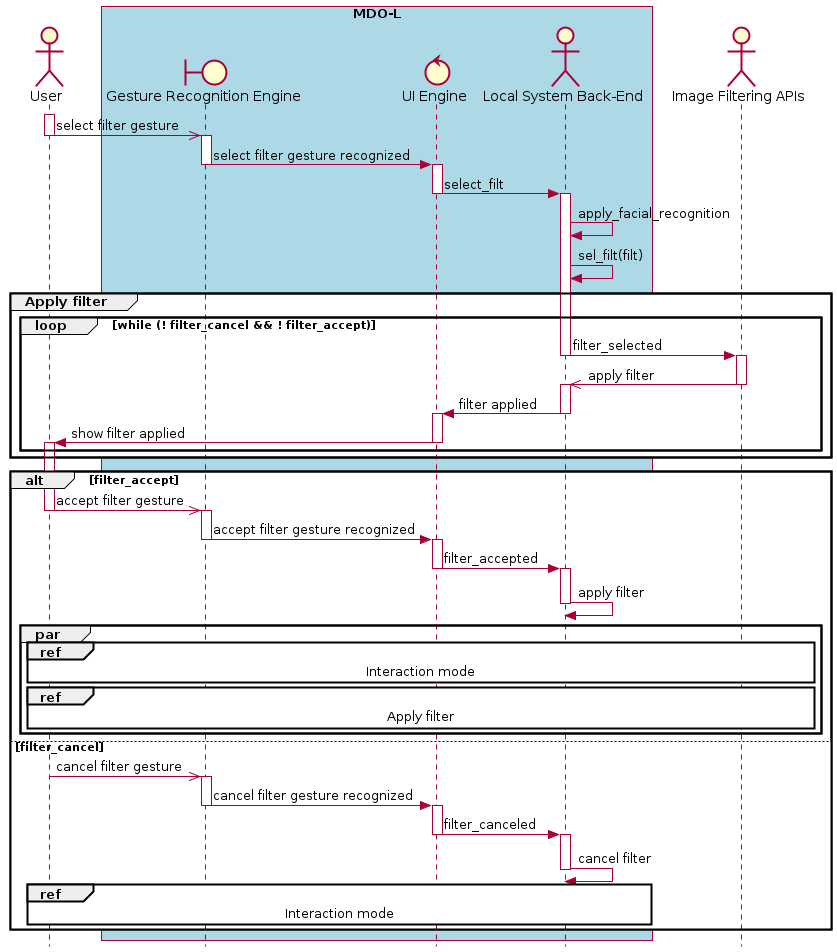 MDO-L
User
Gesture Recognition Engine
UI Engine
Local System Back-End
Image Filtering APIs
select filter gesture
select filter gesture recognized
select_filt
apply_facial_recognition
sel_filt(filt)
Apply filter
loop
[while (! filter_cancel && ! filter_accept)]
filter_selected
apply filter
filter applied
show filter applied
alt
[filter_accept]
accept filter gesture
accept filter gesture recognized
filter_accepted
apply filter
par
ref
Interaction mode
ref
Apply filter
[filter_cancel]
cancel filter gesture
cancel filter gesture recognized
filter_canceled
cancel filter
ref
Interaction mode